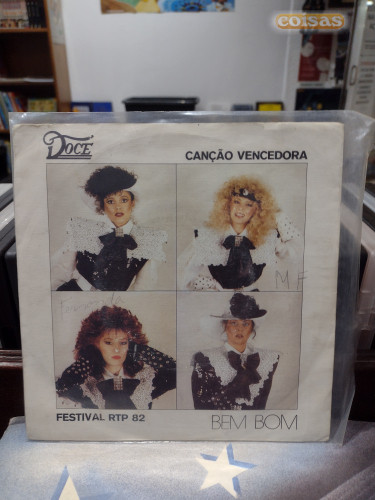 coisas
DOCE
CANÇÃO VENCEDORA
M F
FESTIVAL RTP 82
BEM BOM